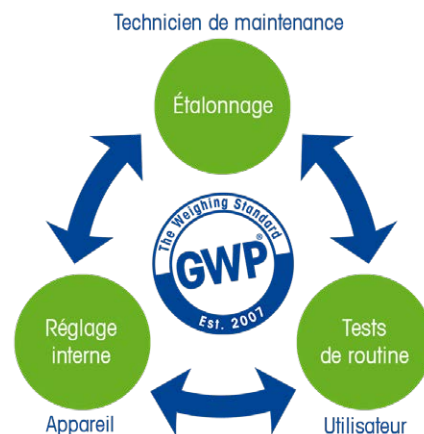 Technicien de maintenance
Étalonnage
The Weighing Standard
GWP®
Est. 2007
Réglage
interne
Tests
de routine
Appareil
Utilisateur